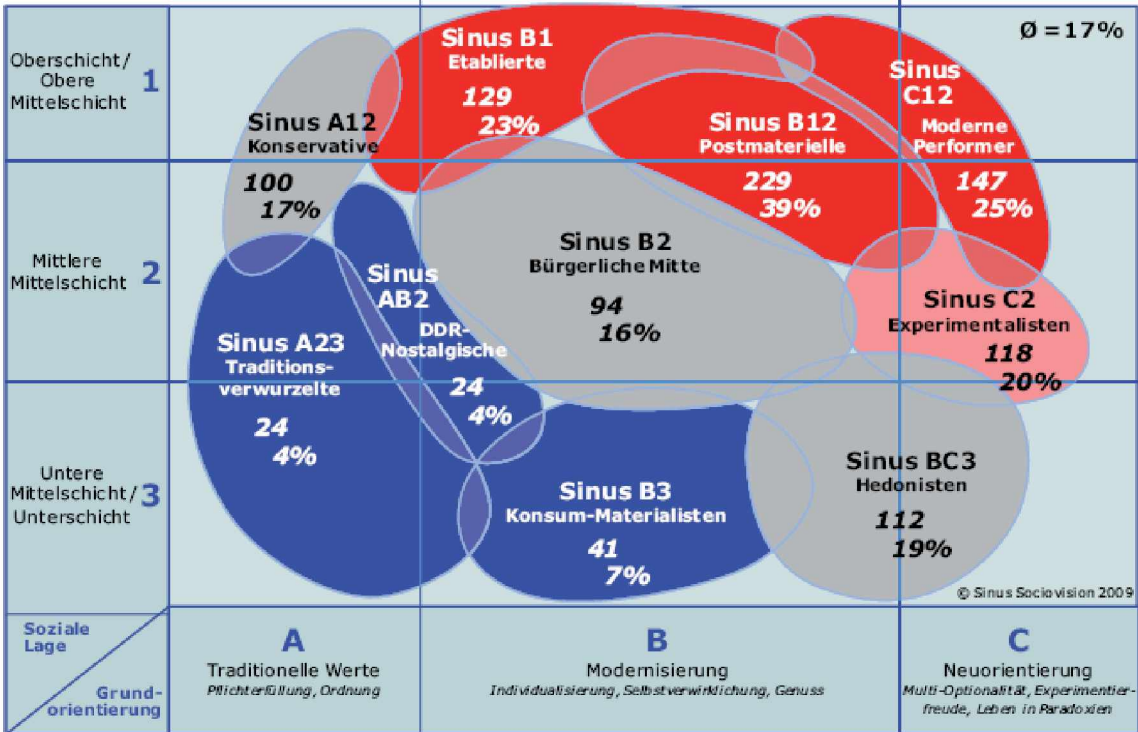 Ø = 17%
Oberschicht/
Obere
Mittelschicht
1
Sinus B1
Etablierte
129
23%
Sinus
C12
Moderne
Performer
147
25%
Sinus A12
Konservative
100
17%
Sinus B12
Postmaterielle
229
39%
Mittlere
Mittelschicht
2
Sinus B2
Bürgerliche Mitte
94
16%
Sinus
AB2
DDR-
Nostalgische
24
4%
Sinus C2
Experimentalisten
118
20%
Sinus A23
Traditions-
verwurzelte
24
4%
Untere
Mittelschicht/
Unterschicht
3
Sinus B3
Konsum-Materialisten
41
7%
Sinus BC3
Hedonisten
112
19%
© Sinus Sociovision 2009
Soziale
Lage
Grund-
orientierung
A
Traditionelle Werte
Pflichterfüllung, Ordnung
B
Modernisierung
Individualisierung, Selbstverwirklichung, Genuss
C
Neuorientierung
Multi-Optionalität, Experimentier-
freude, Leben in Paradoxien